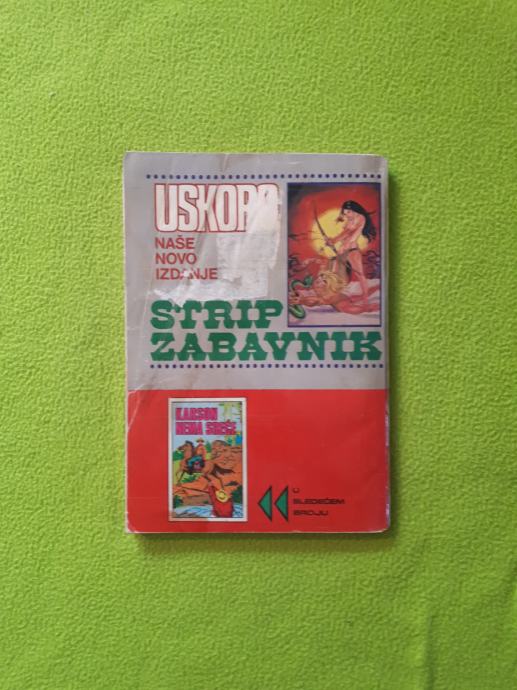 USKORO
NAŠE
NOVO
IZDANJE
STRIP
ZABAVNIK
KARSON
NEMA SREĆE
U
SLEDEĆEM
BROJU